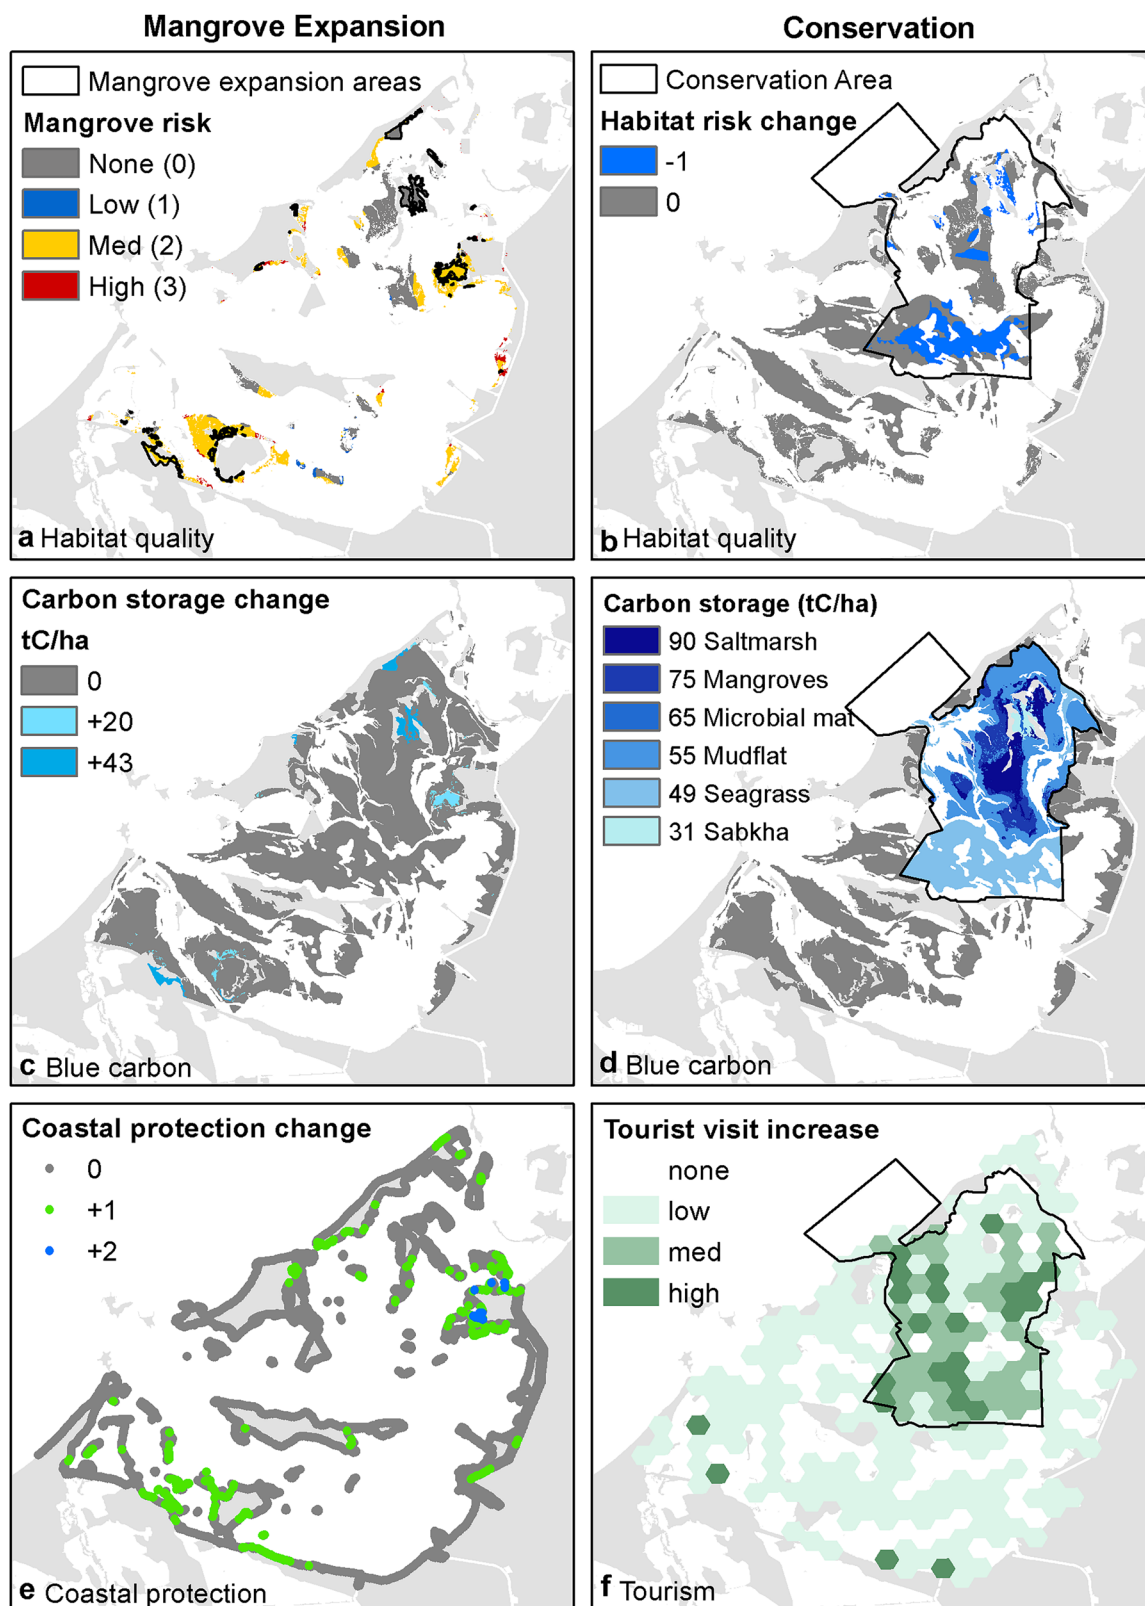 Mangrove Expansion
Conservation
Mangrove expansion areas
Mangrove risk
None (0)
Low (1)
Med (2)
High (3)
a Habitat quality
Conservation Area
Habitat risk change
-1
0
b Habitat quality
Carbon storage change
tC/ha
0
+20
+43
c Blue carbon
Carbon storage (tC/ha)
90 Saltmarsh
75 Mangroves
65 Microbial mat
55 Mudflat
49 Seagrass
31 Sabkha
d Blue carbon
Coastal protection change
0
+1
+2
e Coastal protection
Tourist visit increase
none
low
med
high
f Tourism